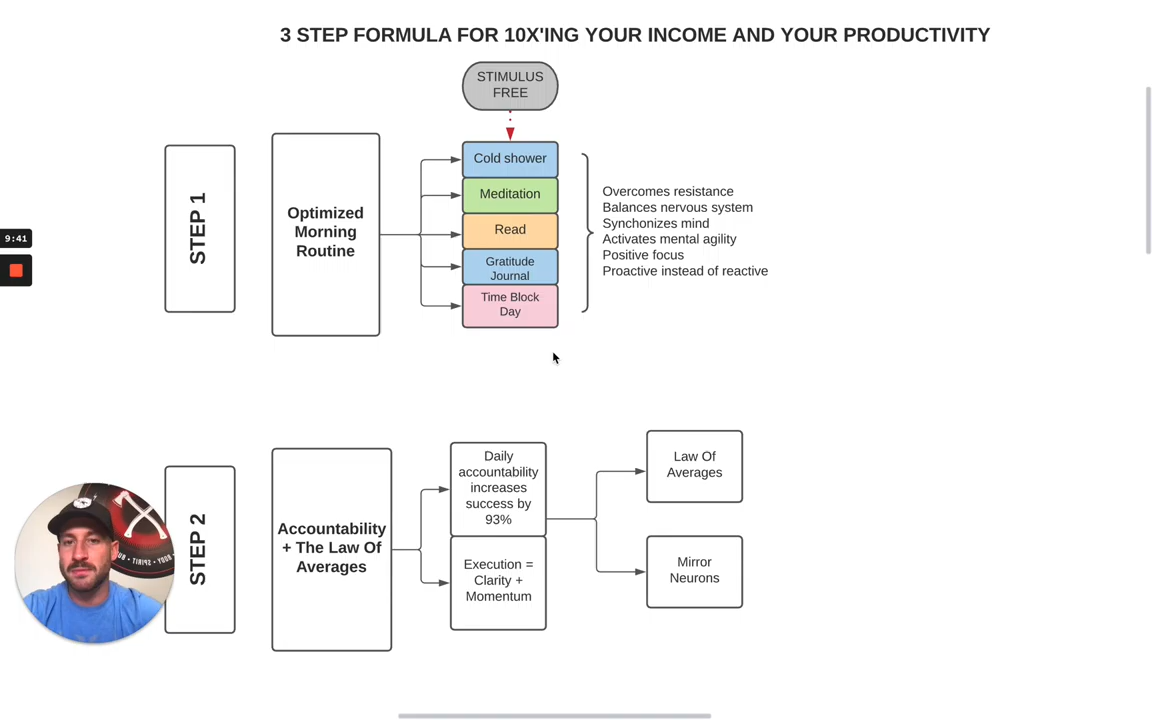 3 STEP FORMULA FOR 10X'ING YOUR INCOME AND YOUR PRODUCTIVITY
STIMULUS
FREE
STEP 1
Optimized
Morning
Routine
Cold shower
Meditation
Read
Gratitude
Journal
Time Block
Day
Overcomes resistance
Balances nervous system
Synchonizes mind
Activates mental agility
Positive focus
Proactive instead of reactive
9:41
STEP 2
Accountability
+ The Law Of
Averages
Daily
accountability
increases
success by
93%
Execution =
Clarity +
Momentum
Law Of
Averages
Mirror
Neurons
BODY • SPIRIT •